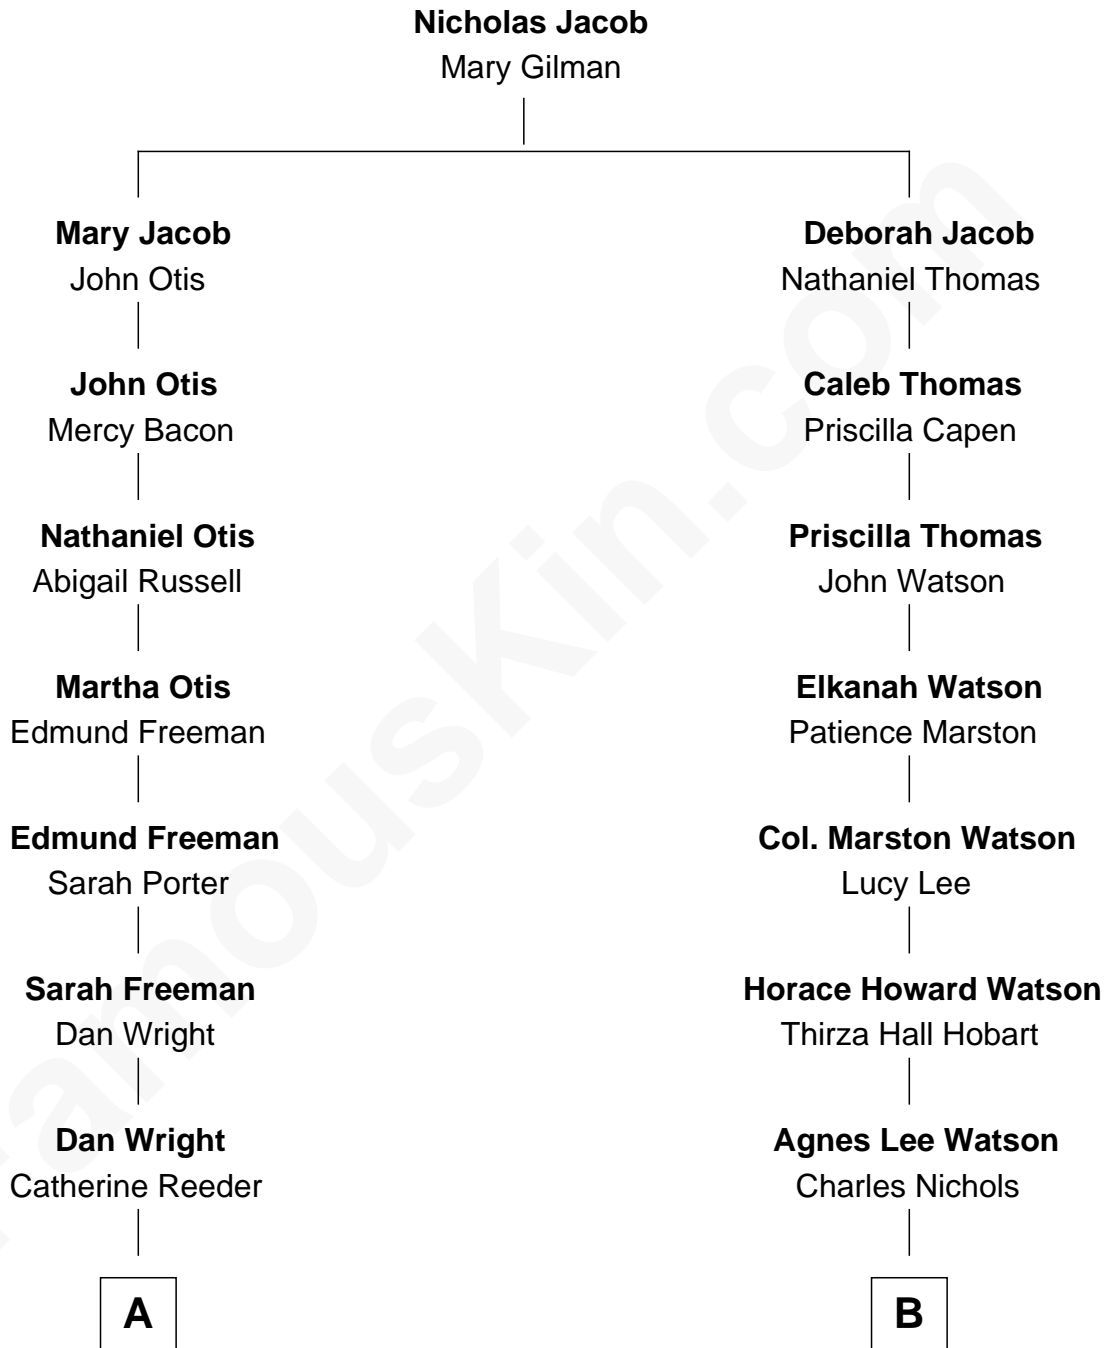 Nicholas Jacob
Mary Gilman
Mary Jacob
John Otis
John Otis
Mercy Bacon
Nathaniel Otis
Abigail Russell
Martha Otis
Edmund Freeman
Edmund Freeman
Sarah Porter
Sarah Freeman
Dan Wright
Dan Wright
Catherine Reeder
A
Deborah Jacob
Nathaniel Thomas
Caleb Thomas
Priscilla Capen
Priscilla Thomas
John Watson
Elkanah Watson
Patience Marston
Col. Marston Watson
Lucy Lee
Horace Howard Watson
Thirza Hall Hobart
Agnes Lee Watson
Charles Nichols
B
FamousKin.com